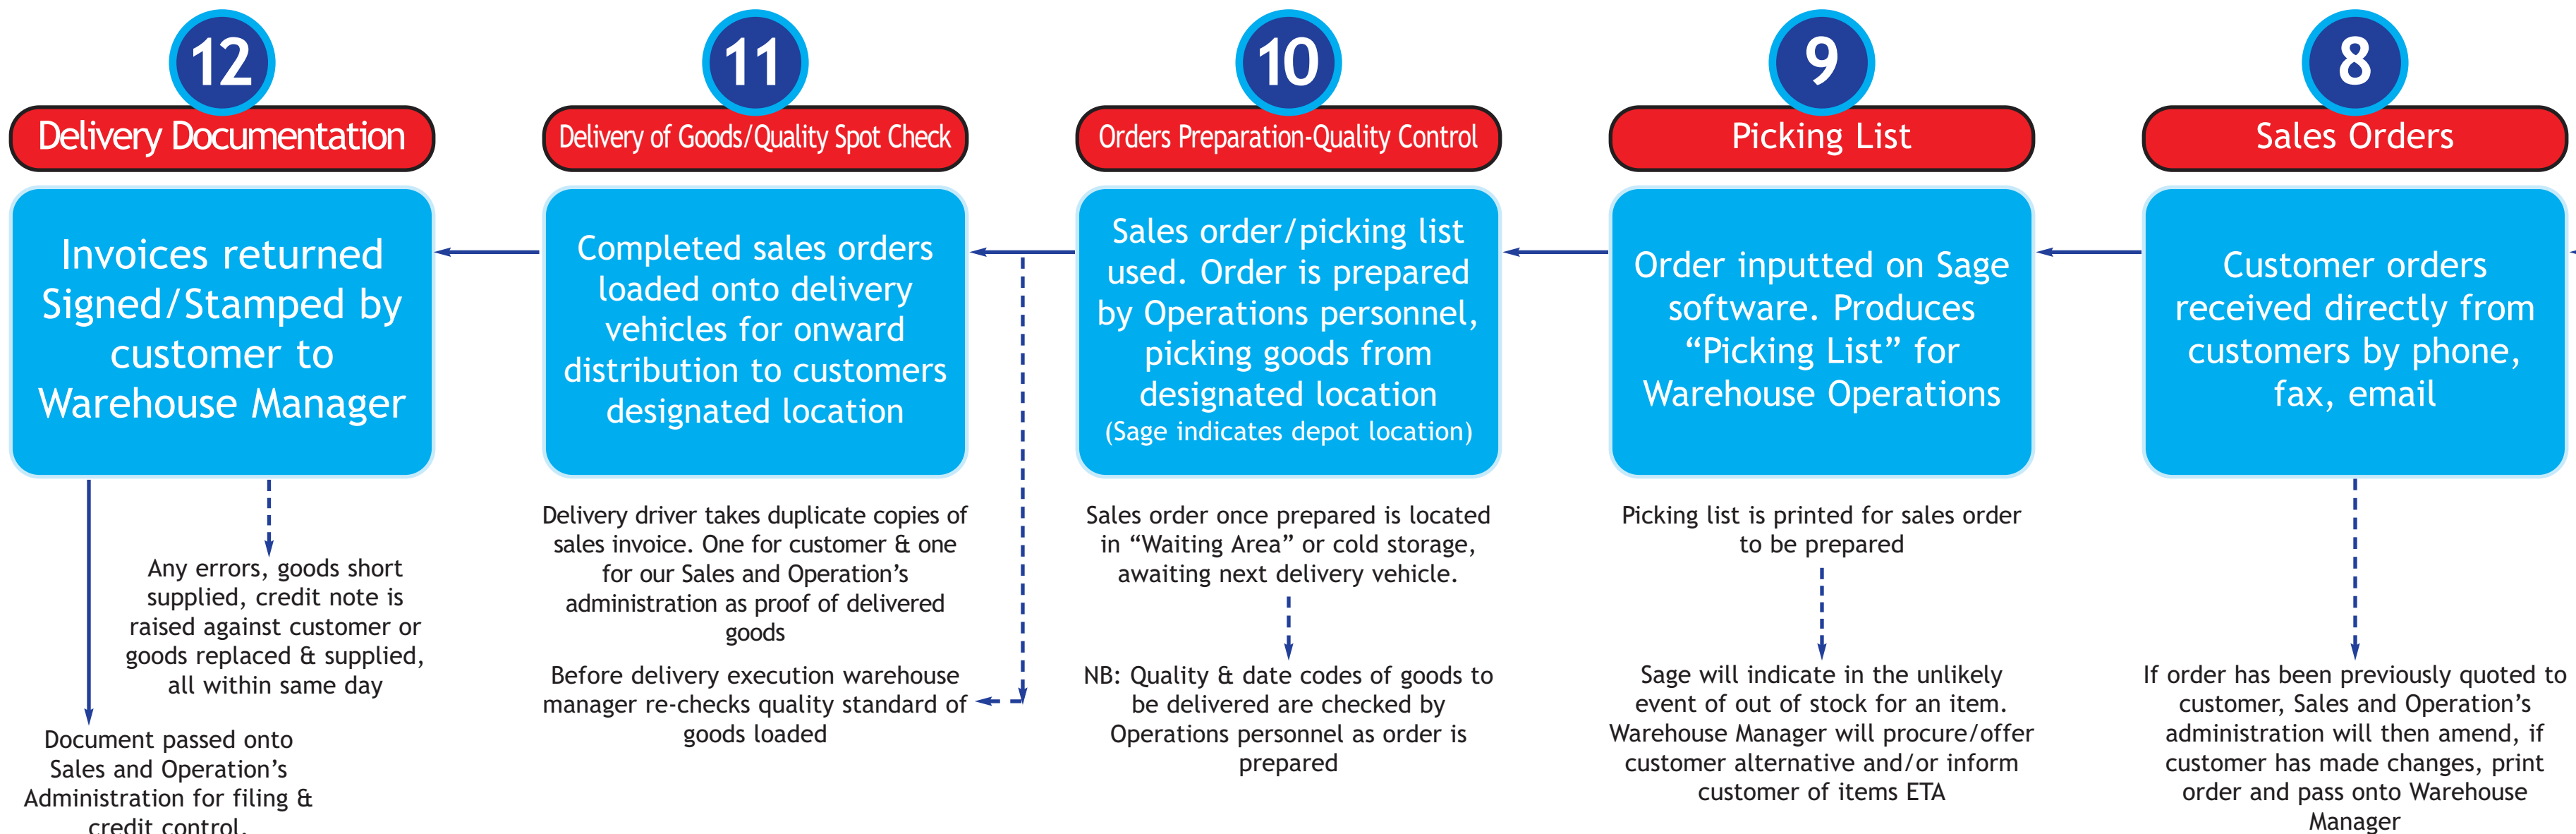 12
Delivery Documentation
Invoices returned
Signed/Stamped by
customer to
Warehouse Manager
Any errors, goods short
supplied, credit note is
raised against customer or
goods replaced & supplied,
all within same day
Document passed onto
Sales and Operation’s
Administration for filing &
credit control.
11
Delivery of Goods/Quality Spot Check
Completed sales orders
loaded onto delivery
vehicles for onward
distribution to customers
designated location
Delivery driver takes duplicate copies of
sales invoice. One for customer & one
for our Sales and Operation’s
administration as proof of delivered
goods
Before delivery execution warehouse
manager re-checks quality standard of
goods loaded
10
Orders Preparation-Quality Control
Sales order/picking list
used. Order is prepared
by Operations personnel,
picking goods from
designated location
(Sage indicates depot location)
Sales order once prepared is located
in “Waiting Area” or cold storage,
awaiting next delivery vehicle.
NB: Quality & date codes of goods to
be delivered are checked by
Operations personnel as order is
prepared
9
Picking List
Order inputted on Sage
software. Produces
“Picking List” for
Warehouse Operations
Picking list is printed for sales order
to be prepared
Sage will indicate in the unlikely
event of out of stock for an item.
Warehouse Manager will procure/offer
customer alternative and/or inform
customer of items ETA
8
Sales Orders
Customer orders
received directly from
customers by phone,
fax, email
If order has been previously quoted to
customer, Sales and Operation’s
administration will then amend, if
customer has made changes, print
order and pass onto Warehouse
Manager